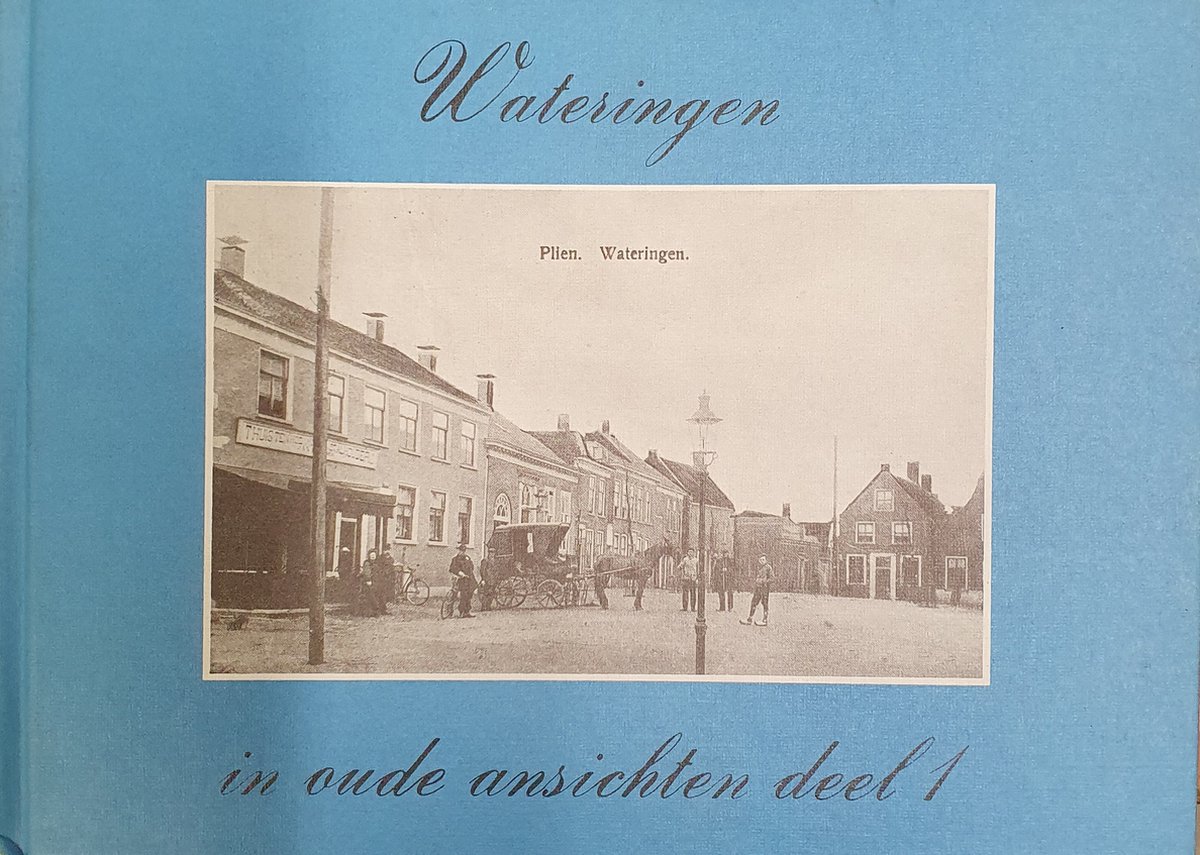 Wateringen
Plien. Wateringen.
in oude ansichten deel 1